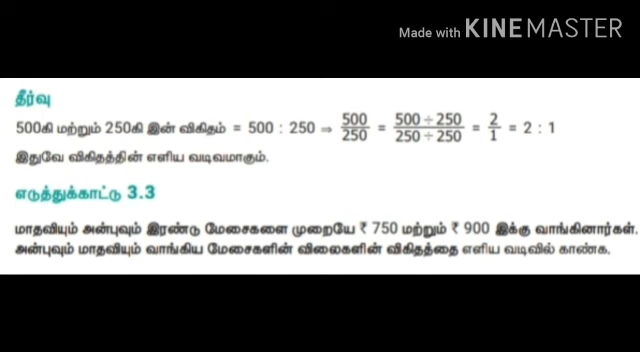 Made with KINEMASTER
தீர்வு
500கி மற்றும் 250கி இன் விகிதம் = 500 : 250 ⇒ 500/250 = 500 ÷ 250/250 ÷ 250 = 2/1 = 2 : 1
இதுவே விகிதத்தின் எளிய வடிவமாகும்.
எடுத்துக்காட்டு 3.3
மாதவியும் அன்புவும் இரண்டு மேசைகளை முறையே ₹ 750 மற்றும் ₹ 900 இக்கு வாங்கினார்கள்.
அன்புவும் மாதவியும் வாங்கிய மேசைகளின் விலைகளின் விகிதத்தை எளிய வடிவில் காண்க.